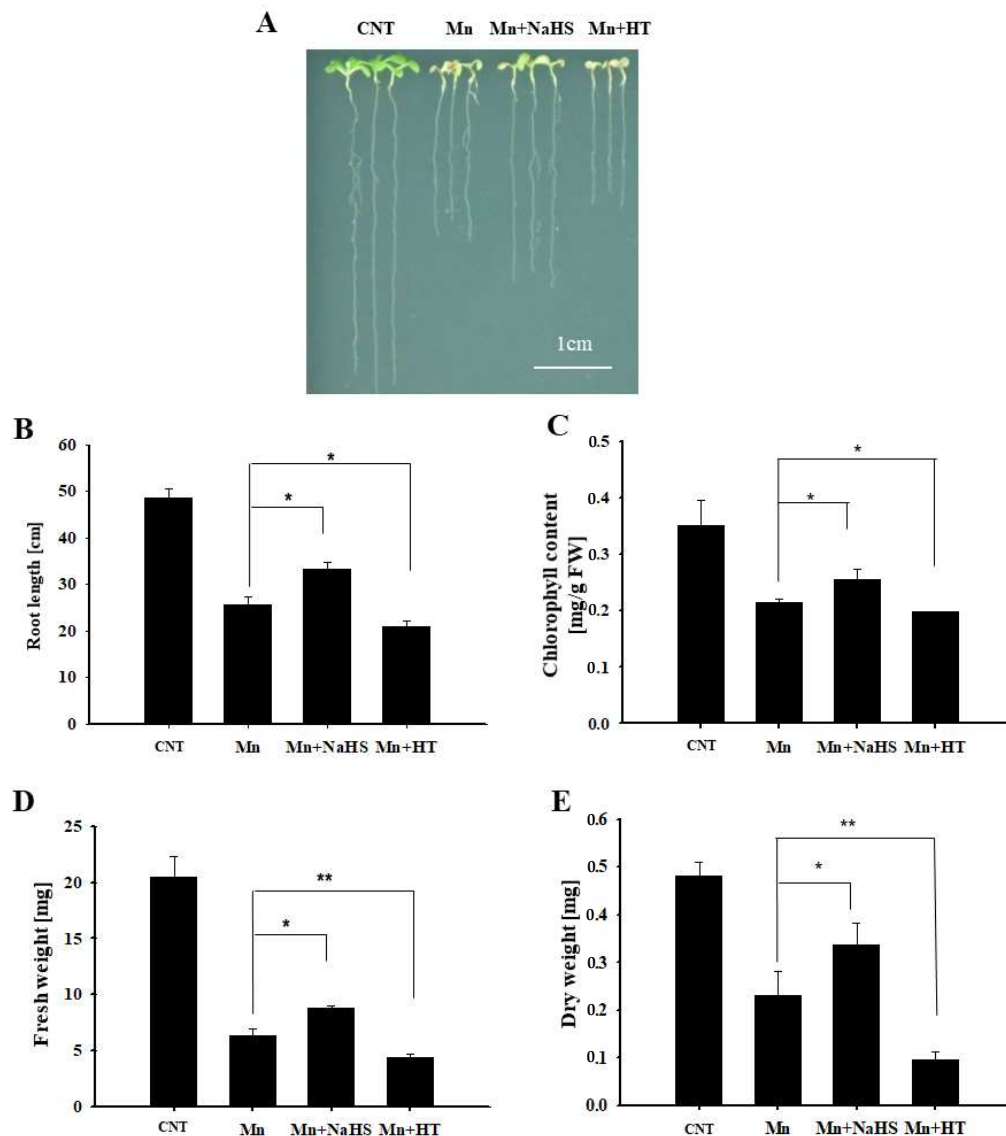 A
CNT Mn Mn+NaHS Mn+HT
1cm
B
60
50
40
30
20
10
0
Root length [cm]
*
*
CNT Mn Mn+NaHS Mn+HT
C
0.5
0.4
0.3
0.2
0.1
0.0
Chlorophyll content
[mg/g FW]
*
*
CNT Mn Mn+NaHS Mn+HT
D
25
20
15
10
5
0
Fresh weight [mg]
**
*
CNT Mn Mn+NaHS Mn+HT
E
0.6
0.5
0.4
0.3
0.2
0.1
0.0
Dry weight [mg]
**
*
CNT Mn Mn+NaHS Mn+HT